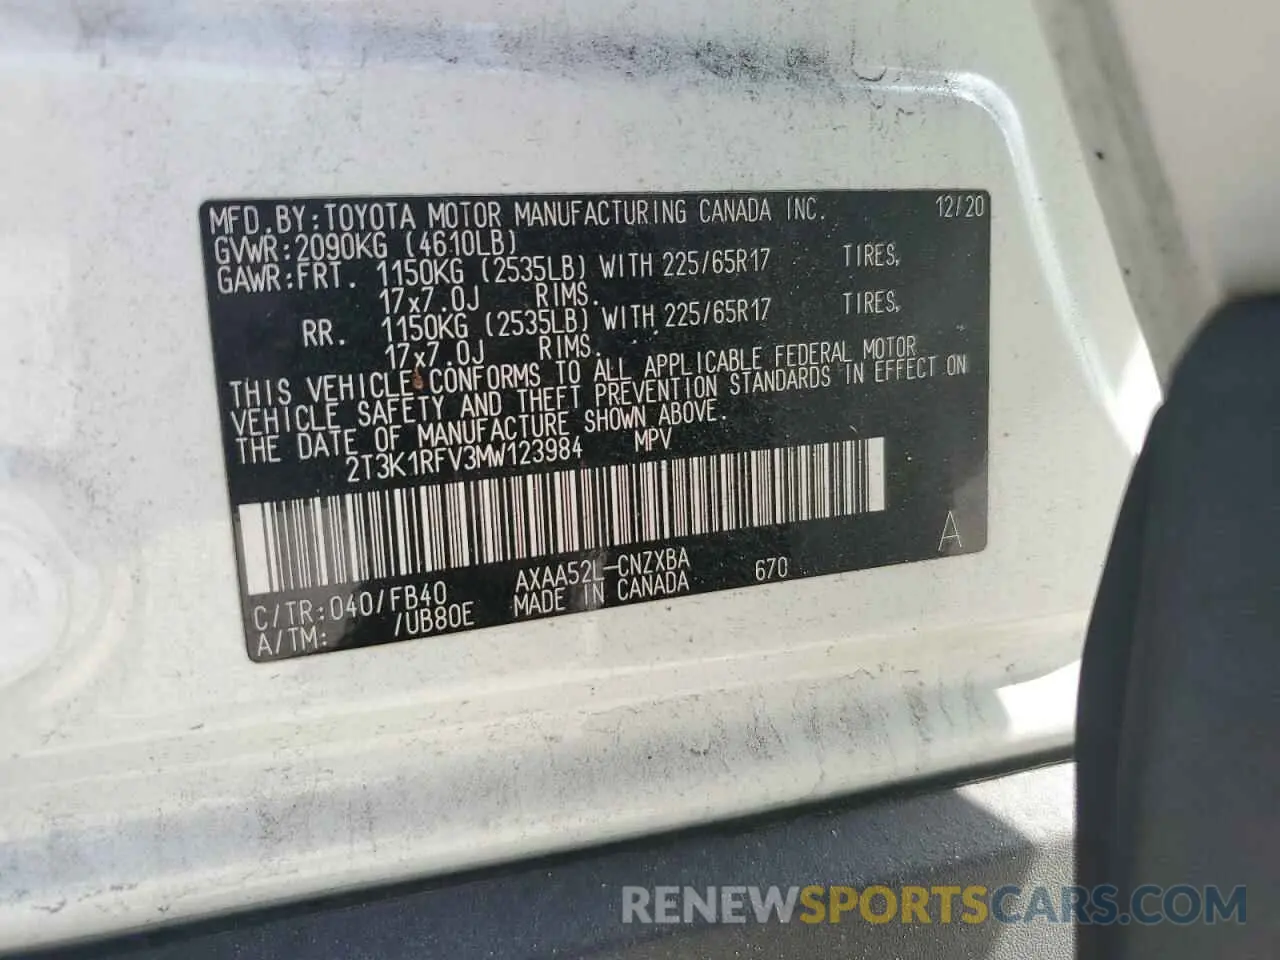 MFD.BY:TOYOTA MOTOR MANUFACTURING CANADA INC. 12/20
GVWR:2090KG (4610LB)
GAWR:FRT. 1150KG (2535LB) WITH 225/65R17 TIRES,
17x7.0J RIMS.
RR. 1150KG (2535LB) WITH 225/65R17 TIRES,
17x7.0J RIMS.
THIS VEHICLE CONFORMS TO ALL APPLICABLE FEDERAL MOTOR
VEHICLE SAFETY AND THEFT PREVENTION STANDARDS IN EFFECT ON
THE DATE OF MANUFACTURE SHOWN ABOVE.
2T3K1RFV3MW123984 MPV
A
C/TR:040/FB40 AXAA52L-CNZXBA 670
A/TM: /UB80E MADE IN CANADA
RENEWSPORTSCARS.COM